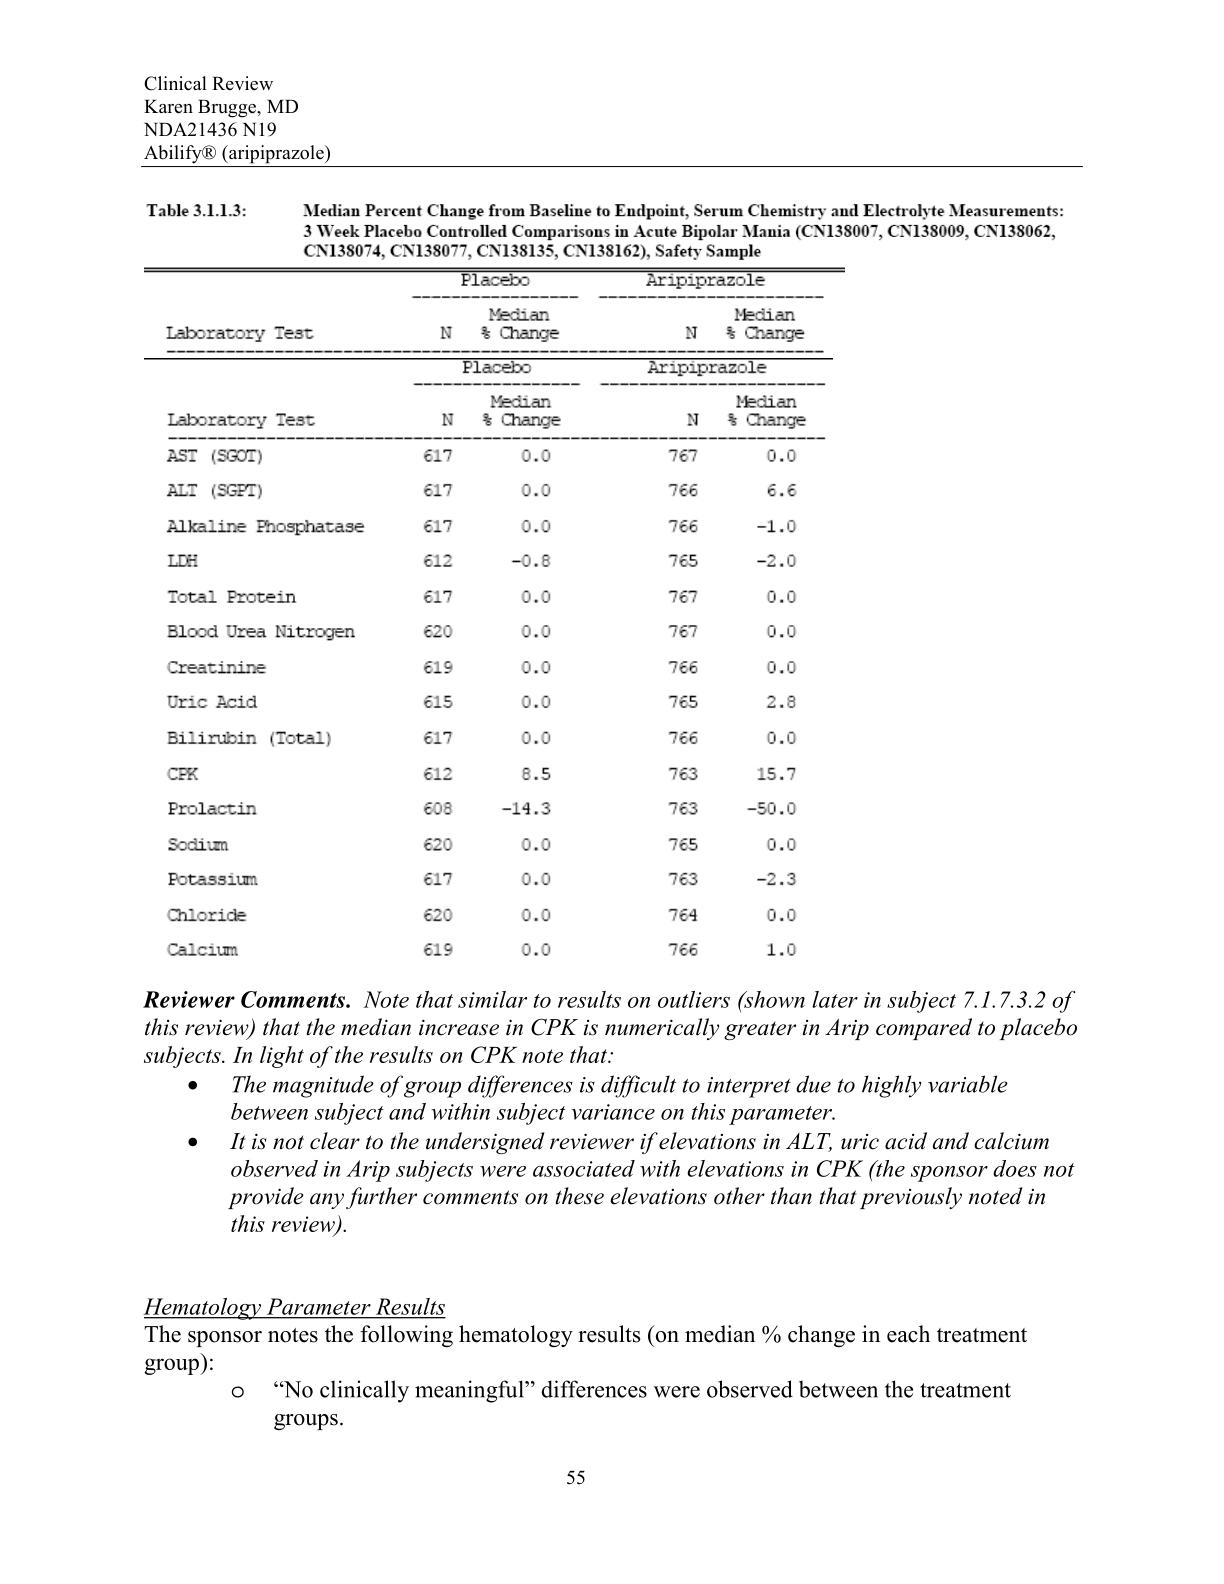 Clinical Review
Karen Brugge, MD
NDA21436 N19
Abilify® (aripiprazole)
Table 3.1.1.3: Median Percent Change from Baseline to Endpoint, Serum Chemistry and Electrolyte Measurements:
3 Week Placebo Controlled Comparisons in Acute Bipolar Mania (CN138007, CN138009, CN138062,
CN138074, CN138077, CN138135, CN138162), Safety Sample
Placebo Aripiprazole
Median Median
Laboratory Test N % Change N % Change
Placebo Aripiprazole
Median Median
Laboratory Test N % Change N % Change
AST (SGOT) 617 0.0 767 0.0
ALT (SGPT) 617 0.0 766 6.6
Alkaline Phosphatase 617 0.0 766 -1.0
LDH 612 -0.8 765 -2.0
Total Protein 617 0.0 767 0.0
Blood Urea Nitrogen 620 0.0 767 0.0
Creatinine 619 0.0 766 0.0
Uric Acid 615 0.0 765 2.8
Bilirubin (Total) 617 0.0 766 0.0
CPK 612 8.5 763 15.7
Prolactin 608 -14.3 763 -50.0
Sodium 620 0.0 765 0.0
Potassium 617 0.0 763 -2.3
Chloride 620 0.0 764 0.0
Calcium 619 0.0 766 1.0
Reviewer Comments. Note that similar to results on outliers (shown later in subject 7.1.7.3.2 of
this review) that the median increase in CPK is numerically greater in Arip compared to placebo
subjects. In light of the results on CPK note that:
• The magnitude of group differences is difficult to interpret due to highly variable
between subject and within subject variance on this parameter.
• It is not clear to the undersigned reviewer if elevations in ALT, uric acid and calcium
observed in Arip subjects were associated with elevations in CPK (the sponsor does not
provide any further comments on these elevations other than that previously noted in
this review).
Hematology Parameter Results
The sponsor notes the following hematology results (on median % change in each treatment
group):
o “No clinically meaningful” differences were observed between the treatment
groups.
55